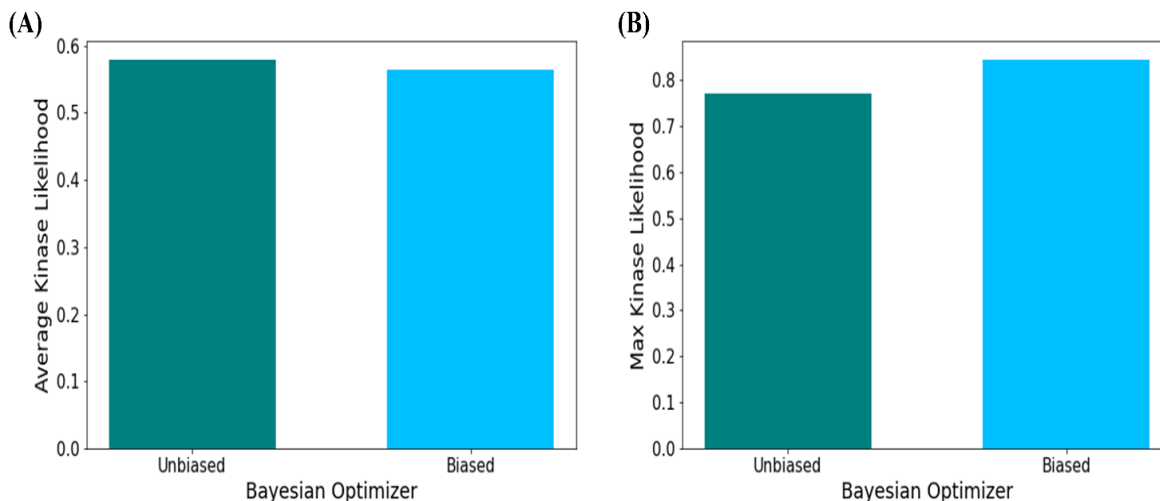 (A)
0.6
0.5
0.4
0.3
0.2
0.1
0.0
Average Kinase Likelihood
Unbiased Biased
Bayesian Optimizer
(B)
0.8
0.7
0.6
0.5
0.4
0.3
0.2
0.1
0.0
Max Kinase Likelihood
Unbiased Biased
Bayesian Optimizer